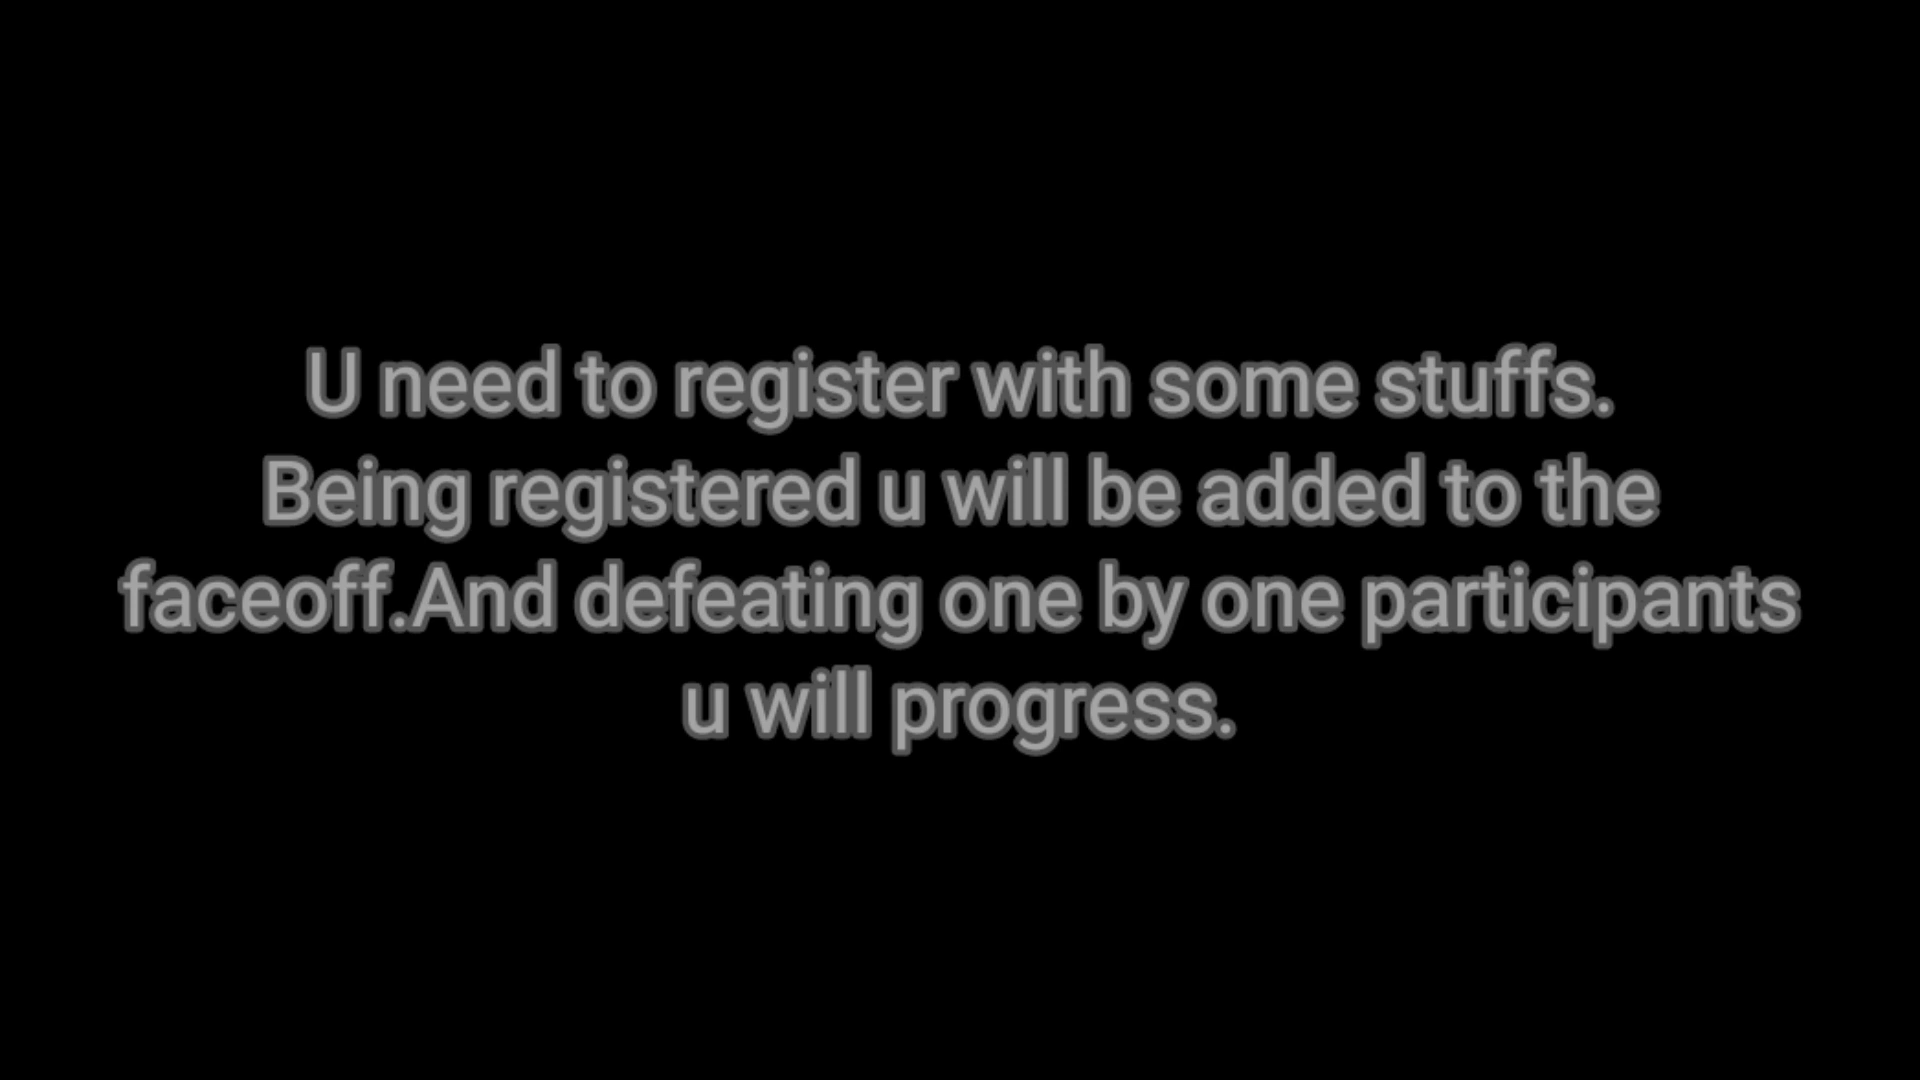 U need to register with some stuffs.
Being registered u will be added to the
faceoff.And defeating one by one participants
u will progress.